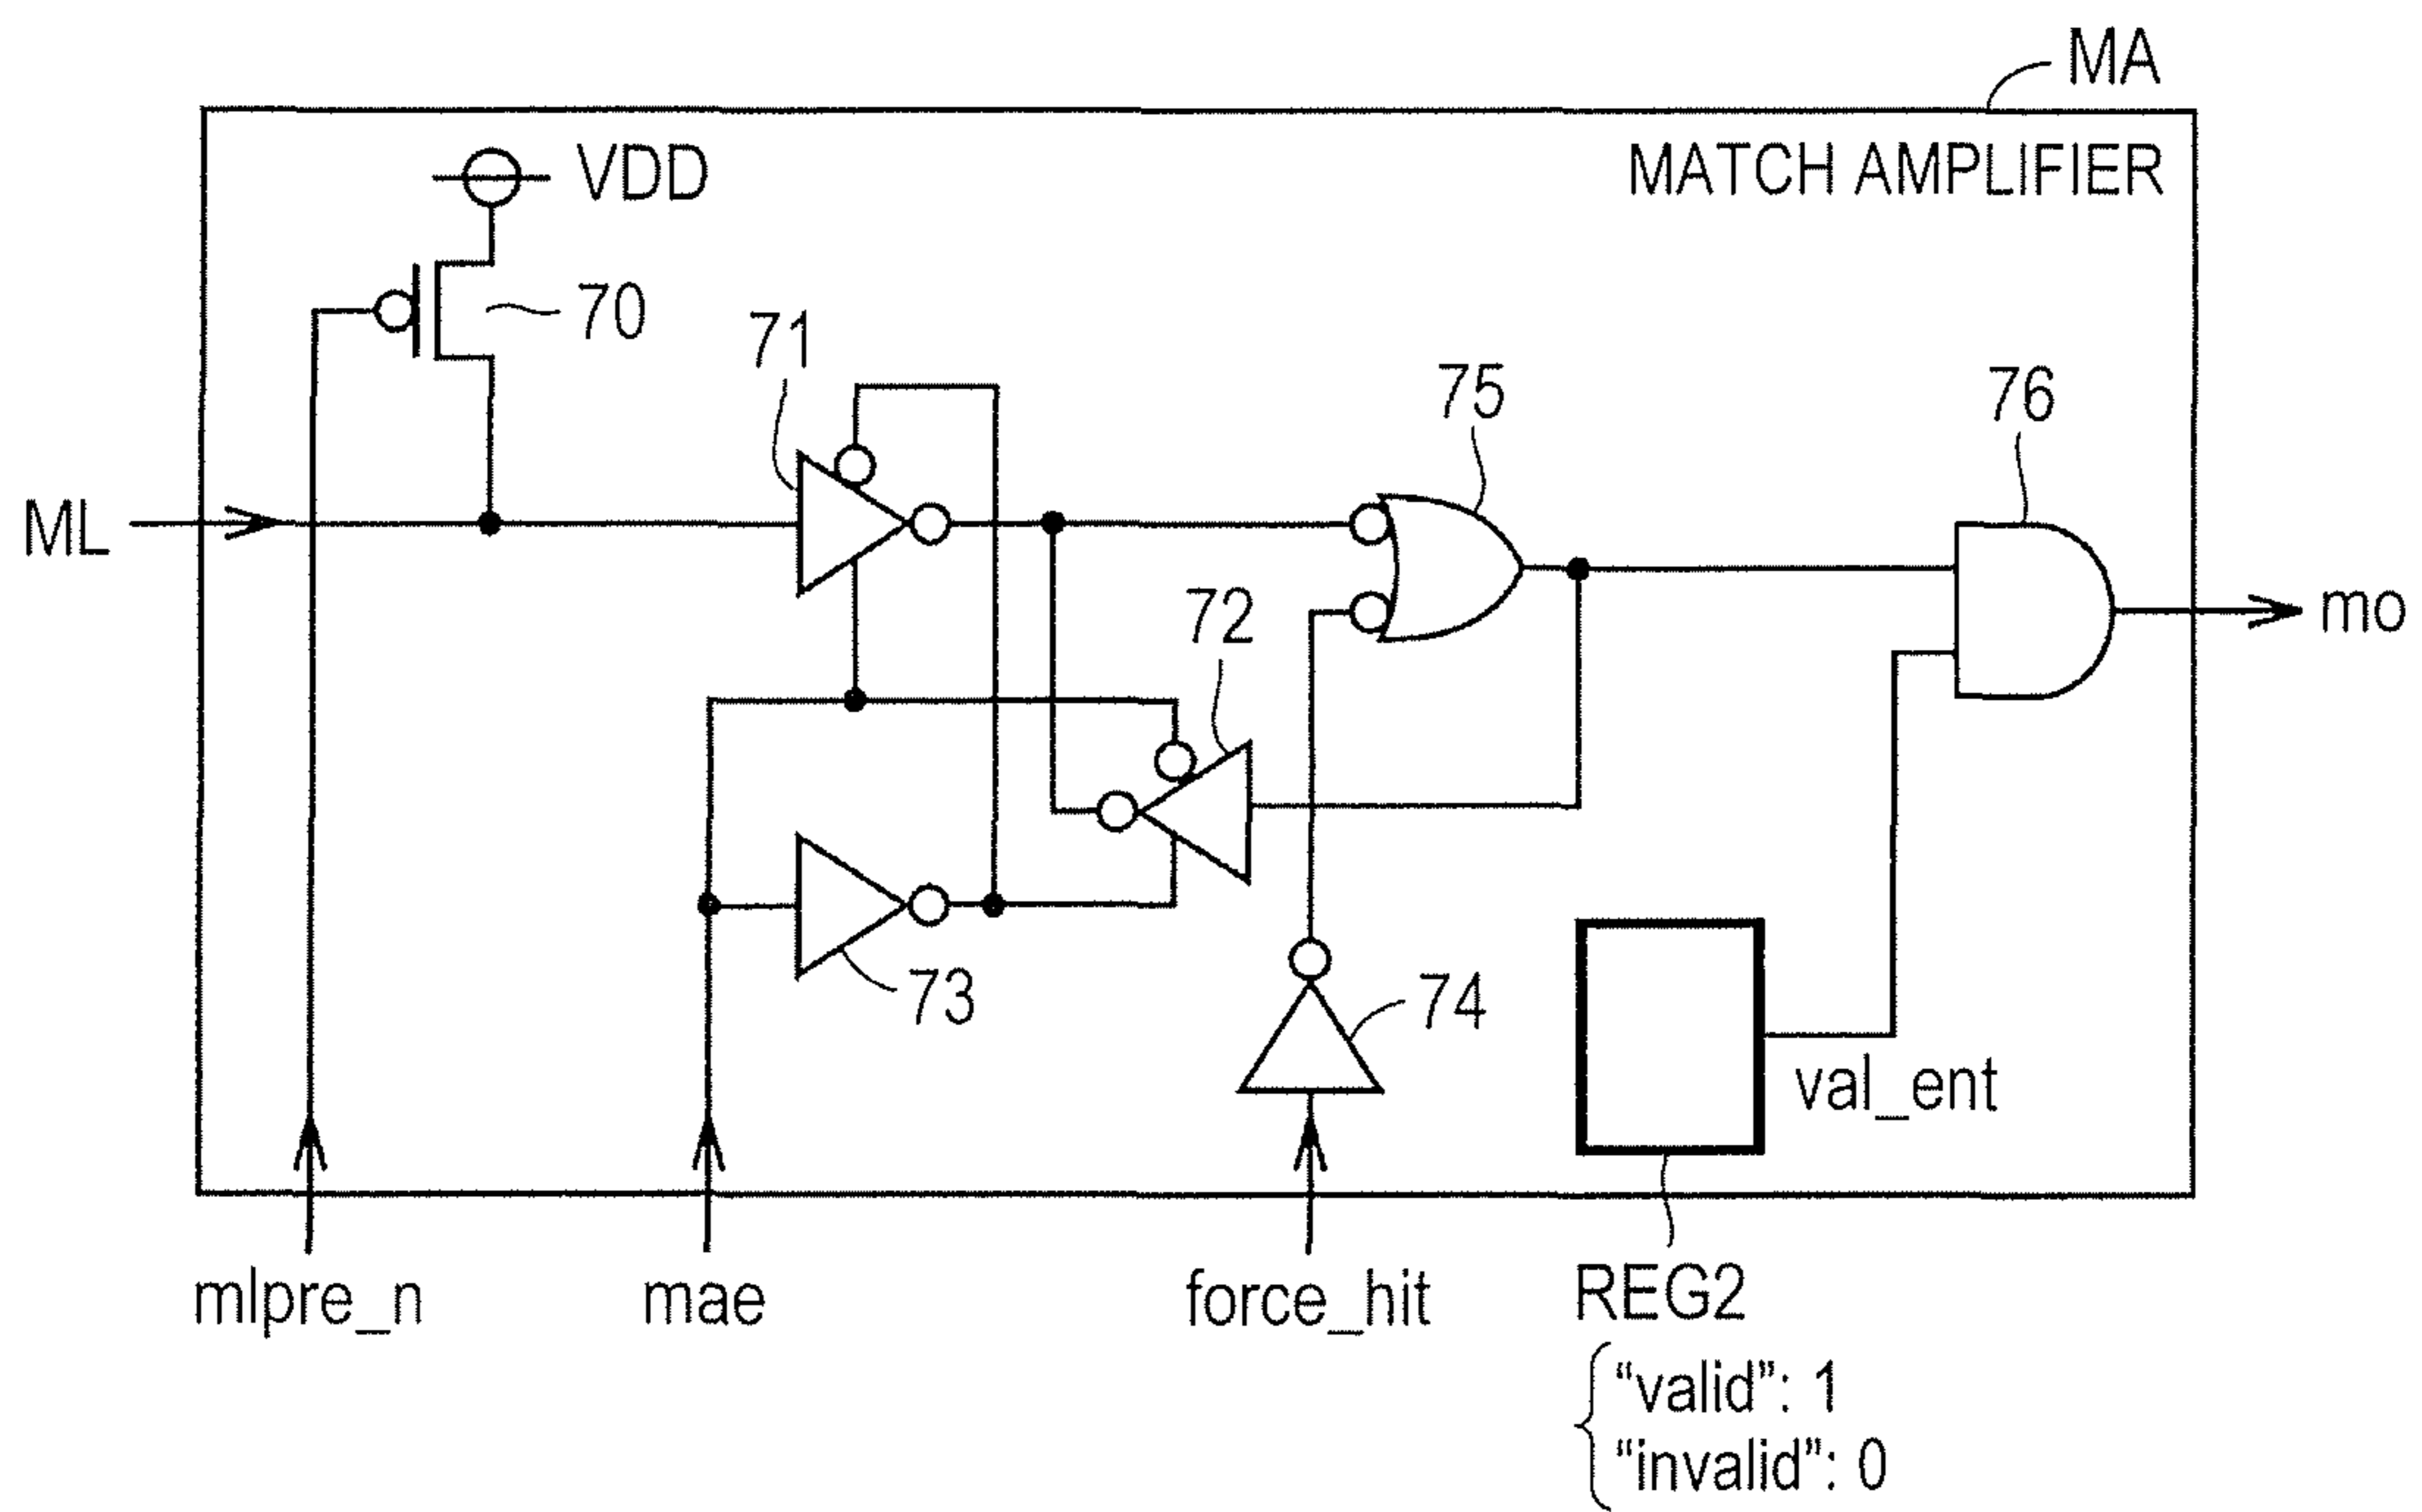 MA
MATCH AMPLIFIER
VDD
70
71
75
76
ML
72
mo
73
74
val_ent
mlpre_n
mae
force_hit
REG2
“valid”: 1
“invalid”: 0